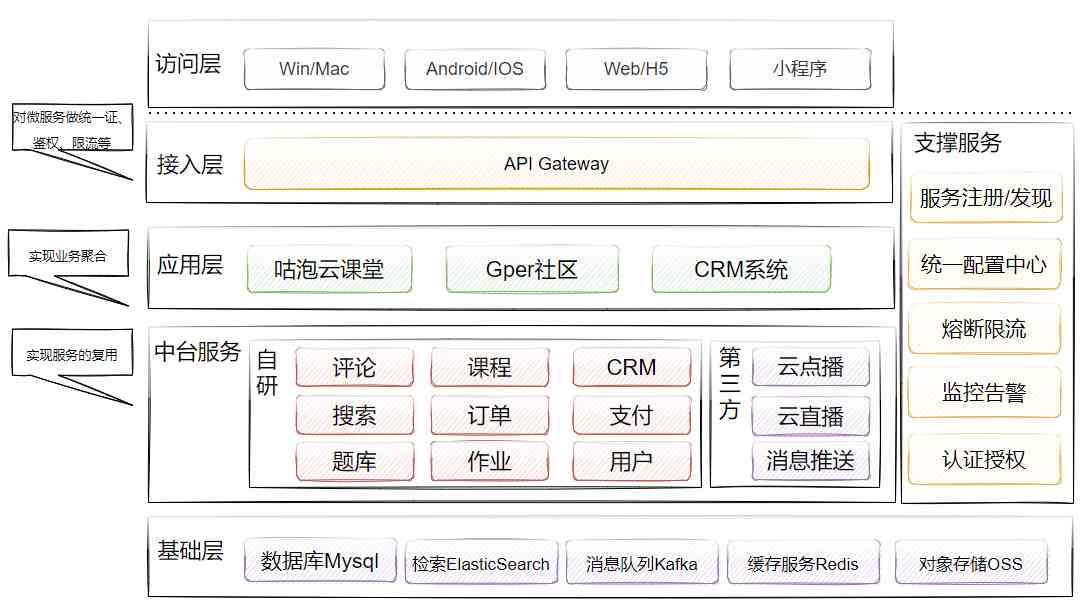 访问层
Win/Mac
Android/IOS
Web/H5
小程序
对微服务做统一证、
鉴权、限流等
接入层
API Gateway
实现业务聚合
应用层
咕泡云课堂
Gper社区
CRM系统
实现服务的复用
中台服务
自
研
评论
课程
CRM
搜索
订单
支付
题库
作业
用户
第
三
方
云点播
云直播
消息推送
支撑服务
服务注册/发现
统一配置中心
熔断限流
监控告警
认证授权
基础层
数据库Mysql
检索ElasticSearch
消息队列Kafka
缓存服务Redis
对象存储OSS